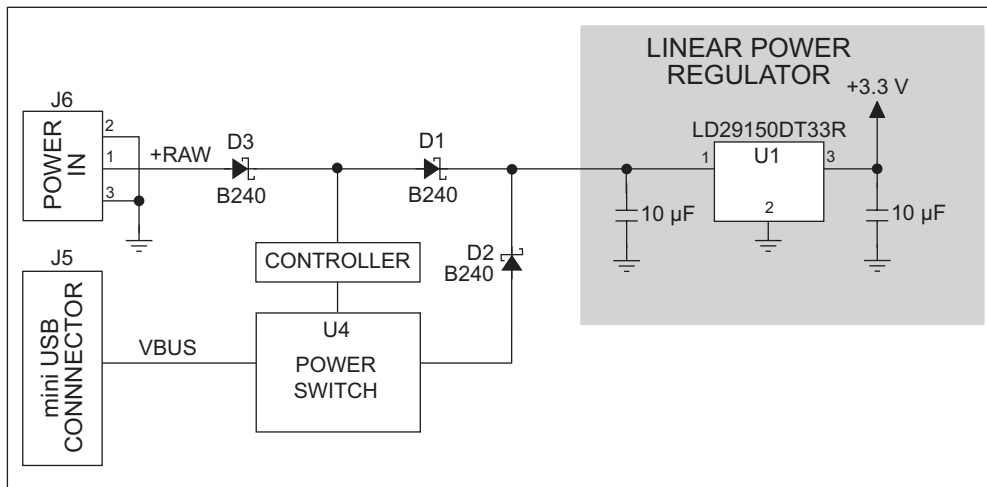 LINEAR POWER
REGULATOR
+3.3 V
J6
POWER
IN
2
1
3
+RAW
D3
B240
D1
B240
LD29150DT33R
1
U1
3
2
10 µF
10 µF
CONTROLLER
D2
B240
J5
mini USB
CONNNECTOR
VBUS
U4
POWER
SWITCH